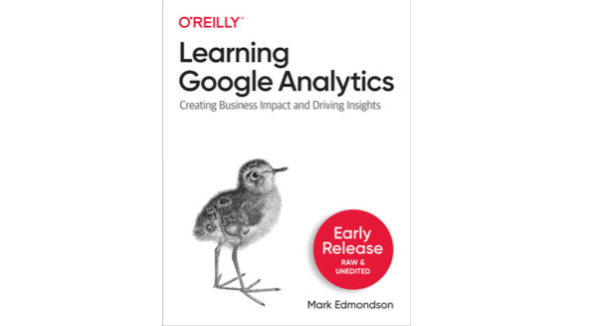 O'REILLY®
Learning
Google Analytics
Creating Business Impact and Driving Insights
Early
Release
RAW &
UNEDITED
Mark Edmondson